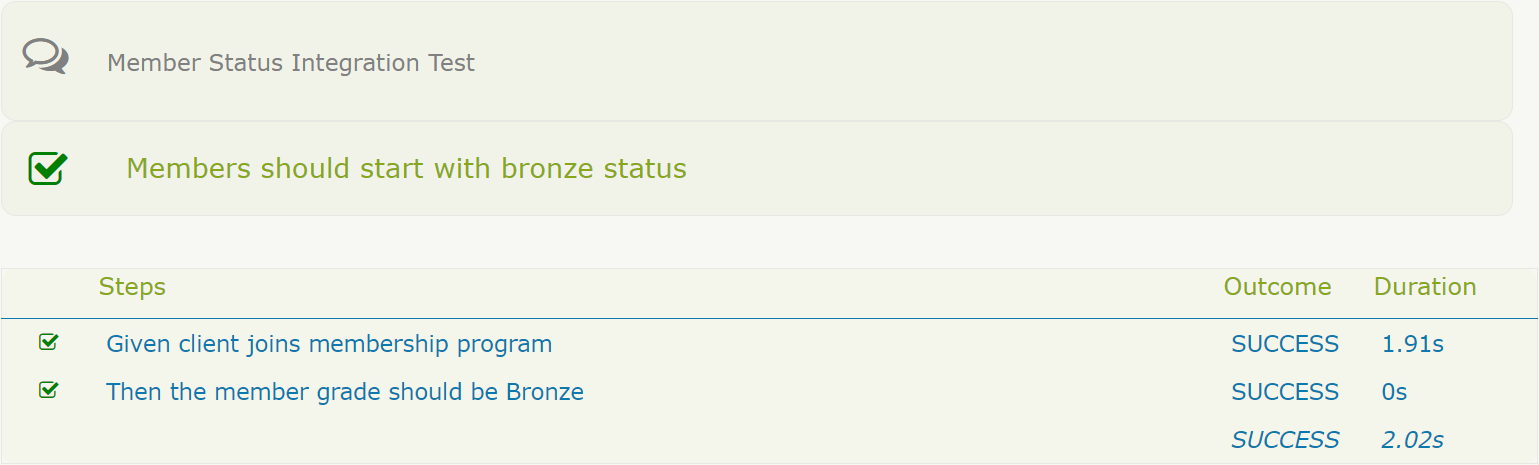 Member Status Integration Test
Members should start with bronze status
Steps Outcome Duration
Given client joins membership program SUCCESS 1.91s
Then the member grade should be Bronze SUCCESS 0s
SUCCESS 2.02s